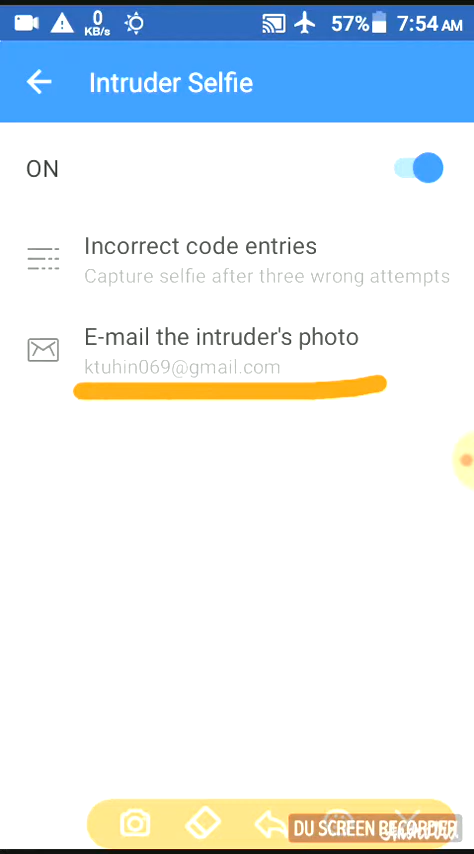 0
KB/s
57%
7:54 AM
Intruder Selfie
ON
Incorrect code entries
Capture selfie after three wrong attempts
E-mail the intruder's photo
ktuhin069@gmail.com
DU SCREEN RECORDER